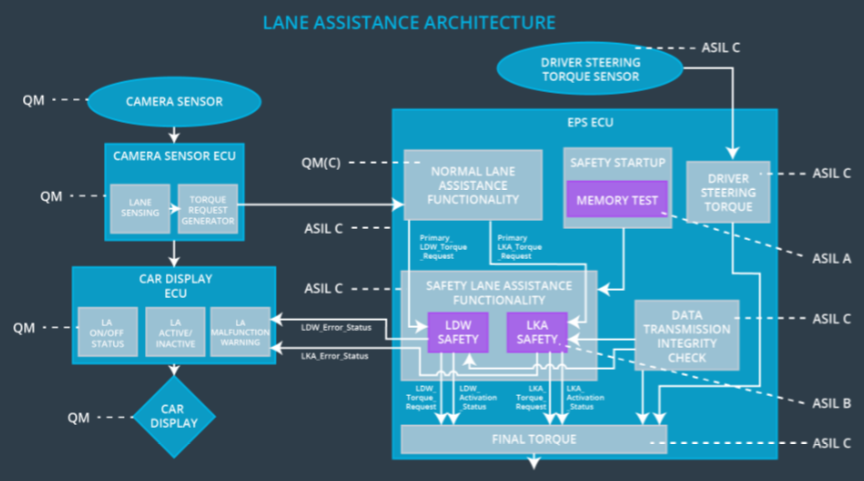 LANE ASSISTANCE ARCHITECTURE
ASIL C
DRIVER STEERING
TORQUE SENSOR
QM
CAMERA SENSOR
EPS ECU
CAMERA SENSOR ECU
QM(C)
NORMAL LANE
ASSISTANCE
FUNCTIONALITY
SAFETY STARTUP
MEMORY TEST
DRIVER
STEERING
TORQUE
ASIL C
QM
LANE
SENSING
TORQUE
REQUEST
GENERATOR
ASIL C
Primary_
LDW_Torque
_Request
Primary
LKA_Torque
_Request
ASIL A
CAR DISPLAY
ECU
ASIL C
SAFETY LANE ASSISTANCE
FUNCTIONALITY
QM
LA
ON/OFF
STATUS
LA
ACTIVE/
INACTIVE
LA
MALFUNCTION
WARNING
LDW_Error_Status
LKA_Error_Status
LDW
SAFETY
LKA
SAFETY
DATA
TRANSMISSION
INTEGRITY
CHECK
ASIL C
LDW_
Torque_
Request
LDW_
Activation
_Status
LKA_
Torque_
Request
LKA_
Activation
_Status
ASIL B
QM
CAR
DISPLAY
FINAL TORQUE
ASIL C